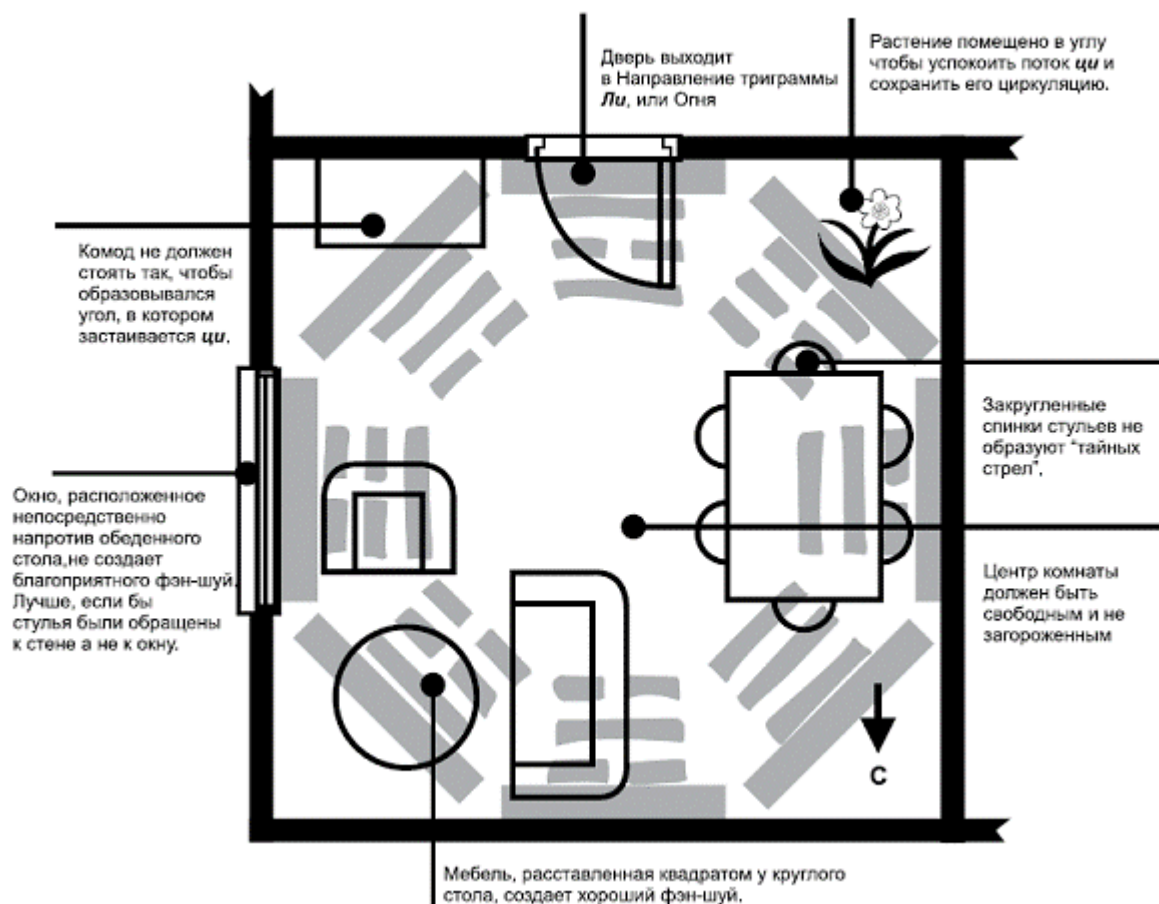 Дверь выходит
в Направление триграммы
Ли, или Огня
Растение помещено в углу
чтобы успокоить поток ци и
сохранить его циркуляцию.
Комод не должен
стоять так, чтобы
образовывался
угол, в котором
застаивается ци.
Закругленные
спинки стульев не
образуют "тайных
стрел".
Окно, расположенное
непосредственно
напротив обеденного
стола,не создает
благоприятного фэн-шуй.
Лучше, если бы
стулья были обращены
к стене а не к окну.
Центр комнаты
должен быть
свободным и не
загороженным
С
Мебель, расставленная квадратом у круглого
стола, создает хороший фэн-шуй.